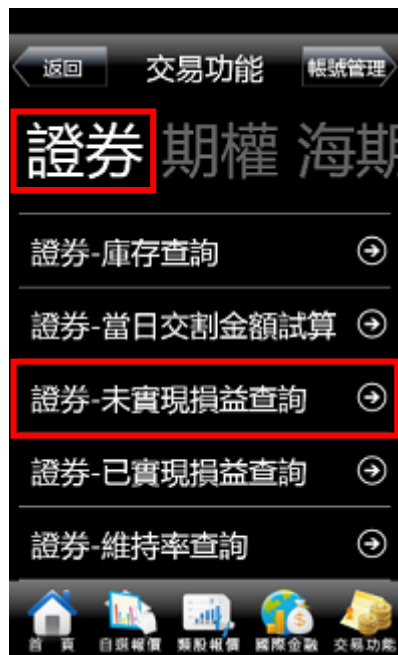 返回 交易功能 帳號管理
證券 期權 海期
證券-庫存查詢
證券-當日交割金額試算
證券-未實現損益查詢
證券-已實現損益查詢
證券-維持率查詢
首頁 自選報價 類股報價 國際金融 交易功能